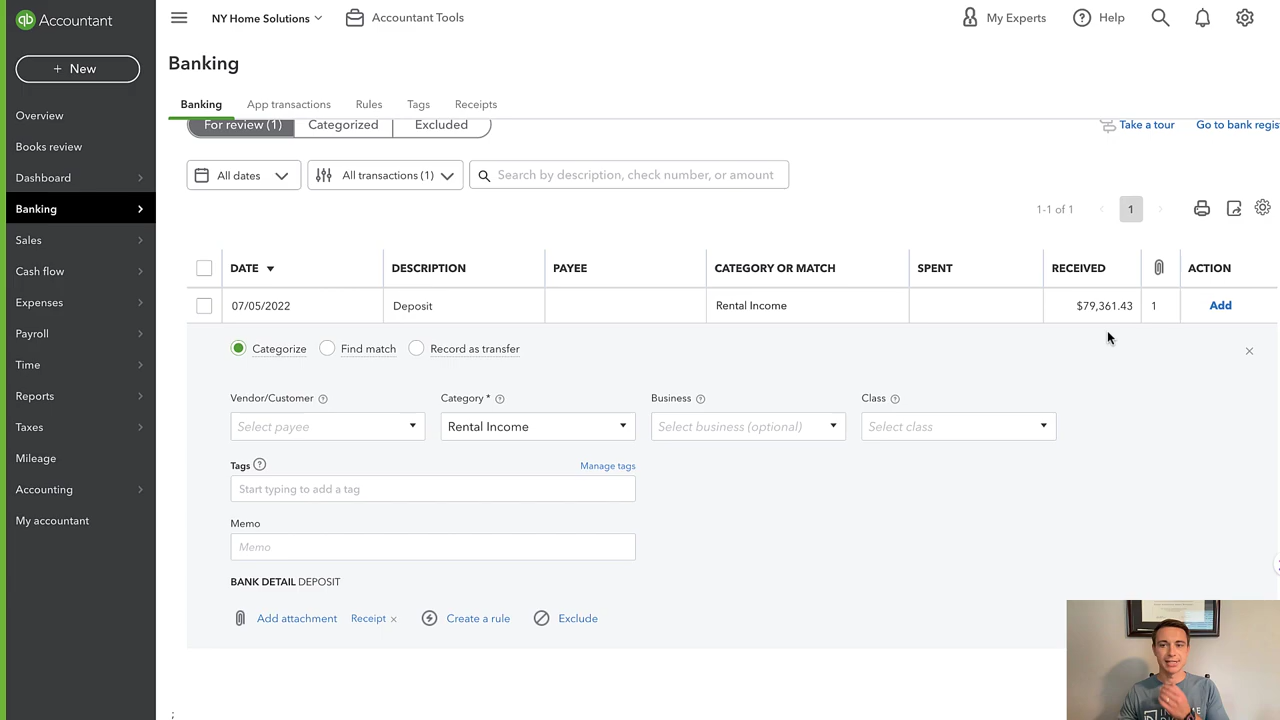 qb Accountant
NY Home Solutions
Accountant Tools
My Experts
Help
+ New
Overview
Books review
Dashboard
Banking
Sales
Cash flow
Expenses
Payroll
Time
Reports
Taxes
Mileage
Accounting
My accountant
Banking
Banking App transactions Rules Tags Receipts
For review (1) Categorized Excluded
Take a tour Go to bank regis
All dates All transactions (1) Search by description, check number, or amount
1-1 of 1 < 1 >
DATE DESCRIPTION PAYEE CATEGORY OR MATCH SPENT RECEIVED ACTION
07/05/2022 Deposit Rental Income $79,361.43 1 Add
Categorize Find match Record as transfer
Vendor/Customer Category * Business Class
Select payee Rental Income Select business (optional) Select class
Tags Manage tags
Start typing to add a tag
Memo
Memo
BANK DETAIL DEPOSIT
Add attachment Receipt × Create a rule Exclude
;